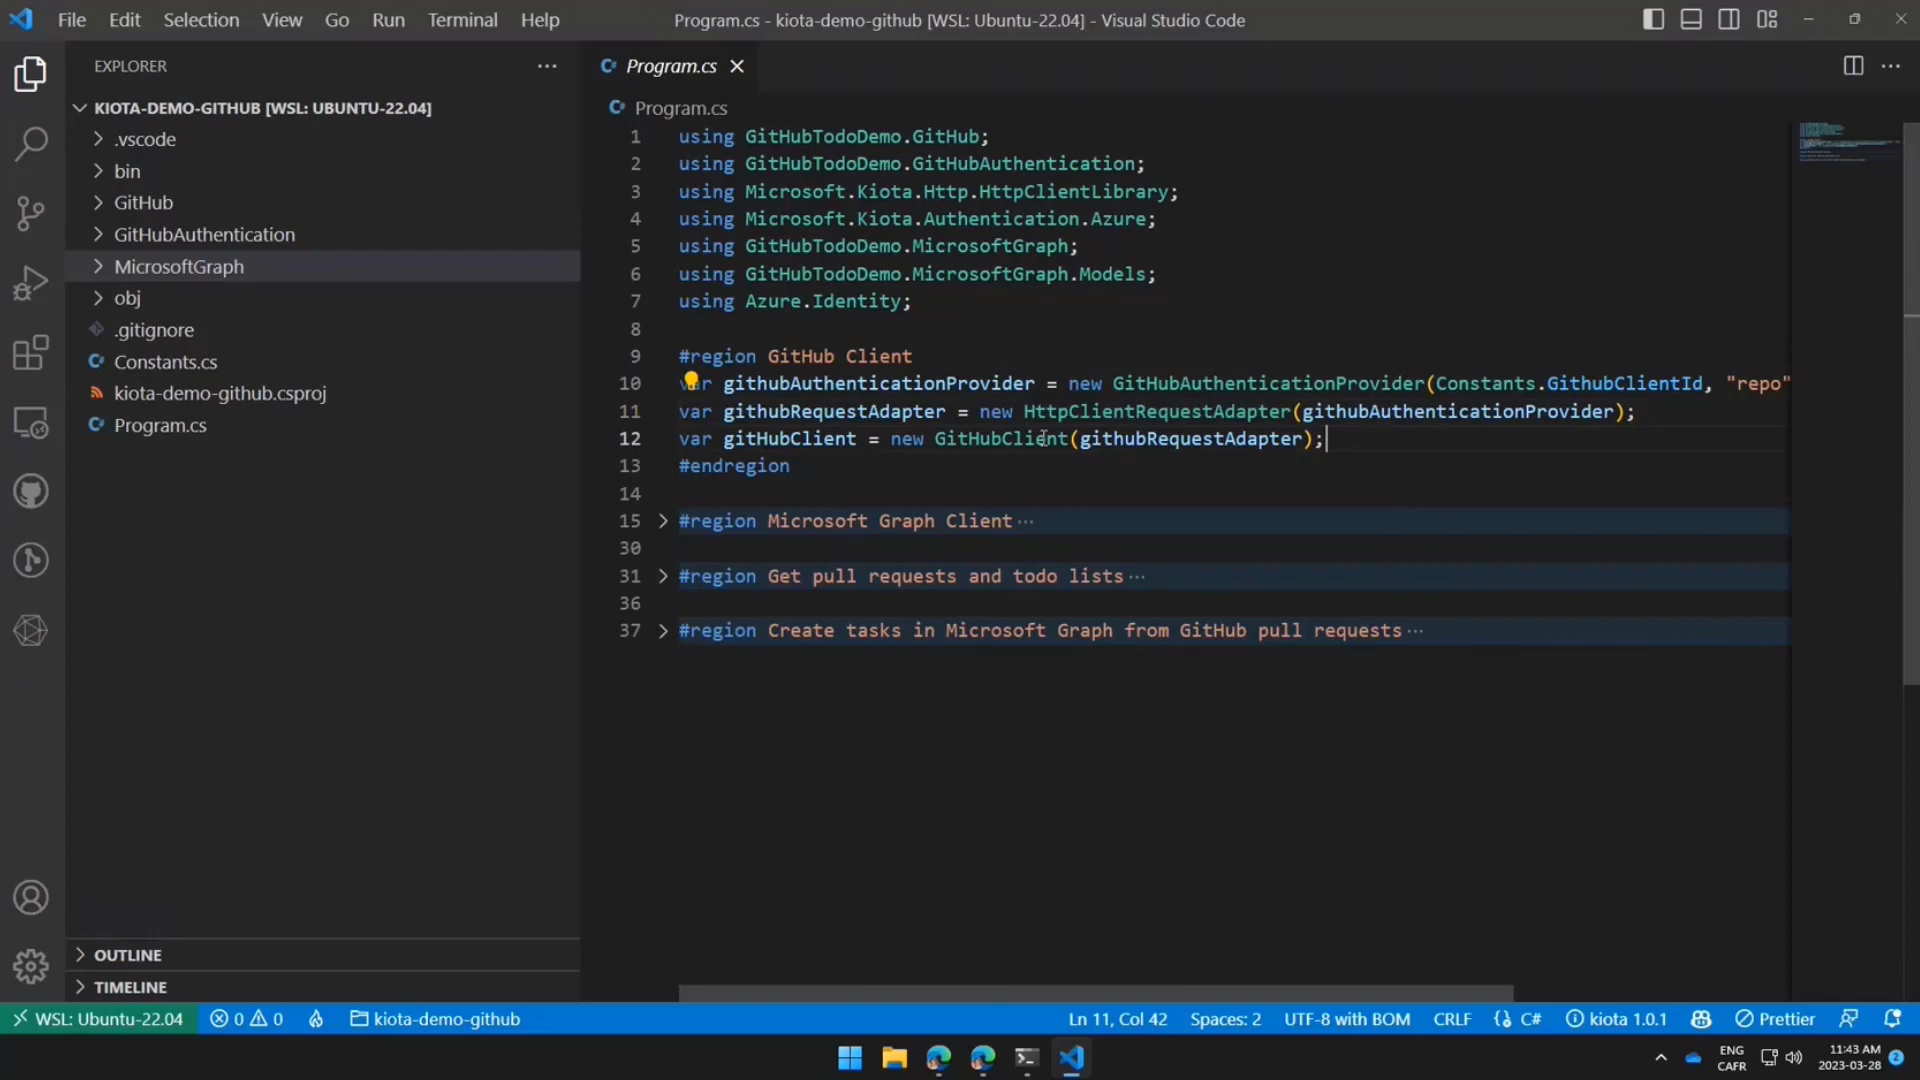 File Edit Selection View Go Run Terminal Help
Program.cs - kiota-demo-github [WSL: Ubuntu-22.04] - Visual Studio Code
EXPLORER
KIOTA-DEMO-GITHUB [WSL: UBUNTU-22.04]
.vscode
bin
GitHub
GitHubAuthentication
MicrosoftGraph
obj
.gitignore
Constants.cs
kiota-demo-github.csproj
Program.cs
OUTLINE
TIMELINE
Program.cs
Program.cs
1 using GitHubTodoDemo.GitHub;
2 using GitHubTodoDemo.GitHubAuthentication;
3 using Microsoft.Kiota.Http.HttpClientLibrary;
4 using Microsoft.Kiota.Authentication.Azure;
5 using GitHubTodoDemo.MicrosoftGraph;
6 using GitHubTodoDemo.MicrosoftGraph.Models;
7 using Azure.Identity;
8
9 #region GitHub Client
10 var githubAuthenticationProvider = new GitHubAuthenticationProvider(Constants.GithubClientId, "repo"
11 var githubRequestAdapter = new HttpClientRequestAdapter(githubAuthenticationProvider);
12 var gitHubClient = new GitHubClient(githubRequestAdapter);
13 #endregion
14
15 #region Microsoft Graph Client ···
30
31 #region Get pull requests and todo lists ···
36
37 #region Create tasks in Microsoft Graph from GitHub pull requests ···
WSL: Ubuntu-22.04 0 0 kiota-demo-github Ln 11, Col 42 Spaces: 2 UTF-8 with BOM CRLF C# kiota 1.0.1 Prettier
ENG
CAFR
11:43 AM
2023-03-28
2